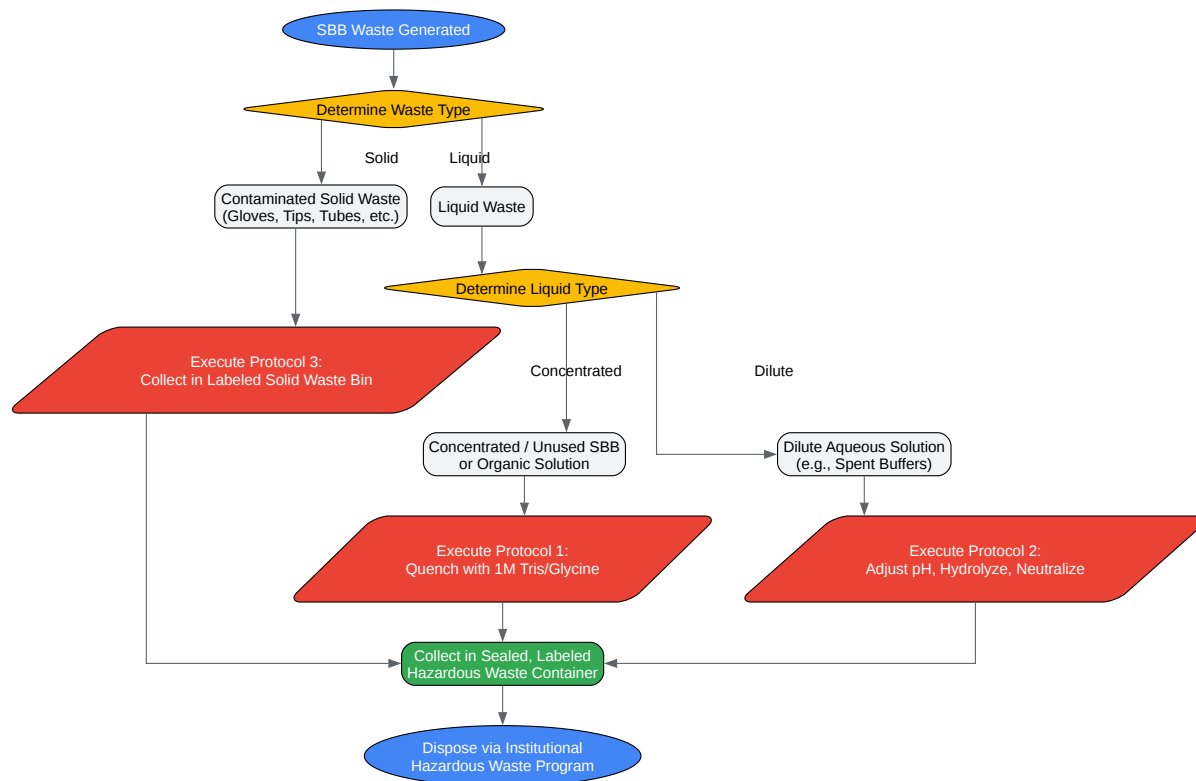 SBB Waste Generated
Determine Waste Type
Solid
Liquid
Contaminated Solid Waste
(Gloves, Tips, Tubes, etc.)
Liquid Waste
Determine Liquid Type
Execute Protocol 3:
Collect in Labeled Solid Waste Bin
Concentrated
Dilute
Concentrated / Unused SBB
or Organic Solution
Dilute Aqueous Solution
(e.g., Spent Buffers)
Execute Protocol 1:
Quench with 1M Tris/Glycine
Execute Protocol 2:
Adjust pH, Hydrolyze, Neutralize
Collect in Sealed, Labeled
Hazardous Waste Container
Dispose via Institutional
Hazardous Waste Program